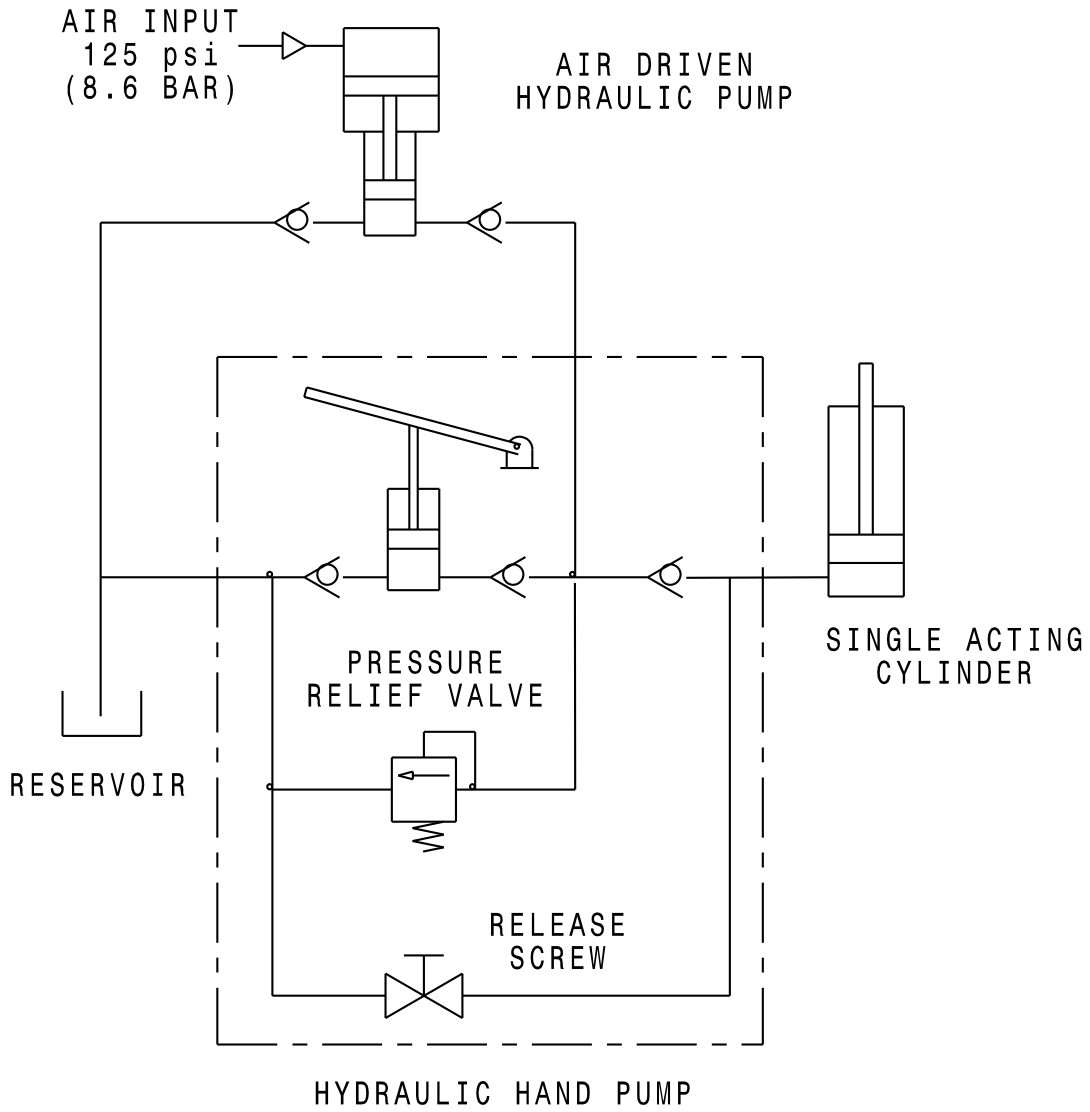 AIR INPUT
125 psi
(8.6 BAR)
AIR DRIVEN
HYDRAULIC PUMP
PRESSURE
RELIEF VALVE
SINGLE ACTING
CYLINDER
RESERVOIR
RELEASE
SCREW
HYDRAULIC HAND PUMP